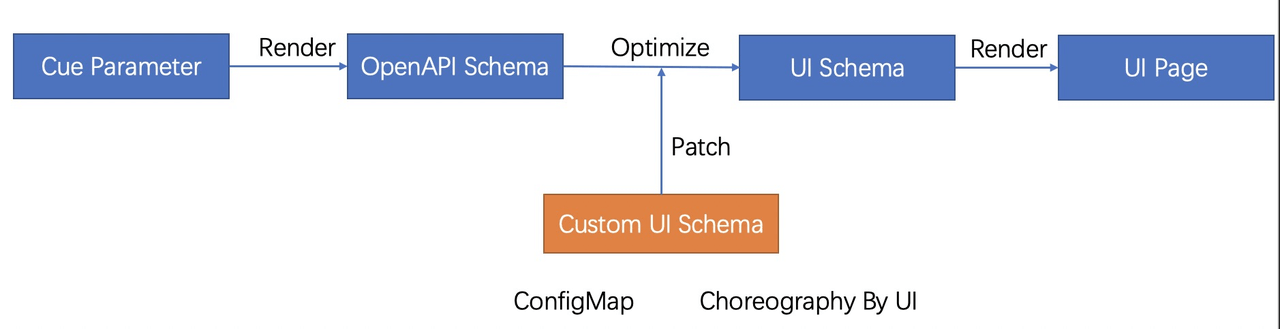 Cue Parameter
Render
OpenAPI Schema
Optimize
UI Schema
Render
UI Page
Patch
Custom UI Schema
ConfigMap
Choreography By UI